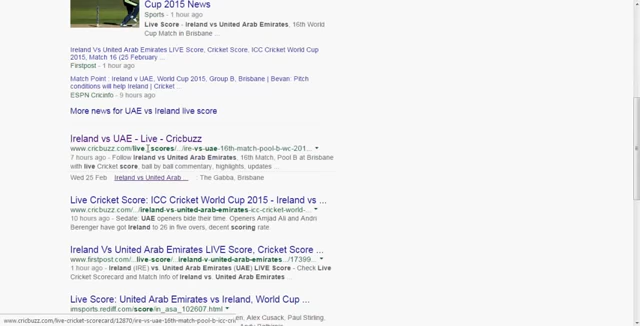 Cup 2015 News
Sports - 1 hour ago
Live Score - Ireland vs United Arab Emirates, 16th World
Cup Match in Brisbane ...
Ireland Vs United Arab Emirates LIVE Score, Cricket Score, ICC Cricket World Cup
2015, Match 16 (25 February ...
Firstpost - 1 hour ago
Match Point : Ireland v UAE, World Cup 2015, Group B, Brisbane | Bevan: Pitch
conditions will help Ireland | Cricket ...
ESPN Cricinfo - 9 hours ago
More news for UAE vs Ireland live score
Ireland vs UAE - Live - Cricbuzz
www.cricbuzz.com/live scores/.../ire-vs-uae-16th-match-pool-b-wc-201...
7 hours ago - Follow Ireland vs United Arab Emirates, 16th Match, Pool B at Brisbane
with live Cricket score, ball by ball commentary, highlights, updates ...
Wed 25 Feb Ireland vs United Arab ... The Gabba, Brisbane
Live Cricket Score: ICC Cricket World Cup 2015 - Ireland vs ...
www.cricbuzz.com/.../ireland-vs-united-arab-emirates-icc-cricket-world-...
10 hours ago - Sedate: UAE openers bide their time. Openers Amjad Ali and Andri
Berenger have got Ireland to 26 in five overs, decent scoring rate
Ireland Vs United Arab Emirates LIVE Score, Cricket Score ...
www.firstpost.com/...live-score/...ireland-v-united-arab-emirates.../17399...
1 hour ago - Ireland (IRE) vs. United Arab Emirates (UAE) LIVE Score - Check Live
Cricket Scorecard and Match Info of Ireland vs United Arab Emirates ...
Live Score: United Arab Emirates vs Ireland, World Cup ...
imsports.rediff.com/score/in_asa_102607.html
en, Alex Cusack, Paul Stirling,
www.cricbuzz.com/live-cricket-scorecard/12870/ire-vs-uae-16th-match-pool-b-icc-cri